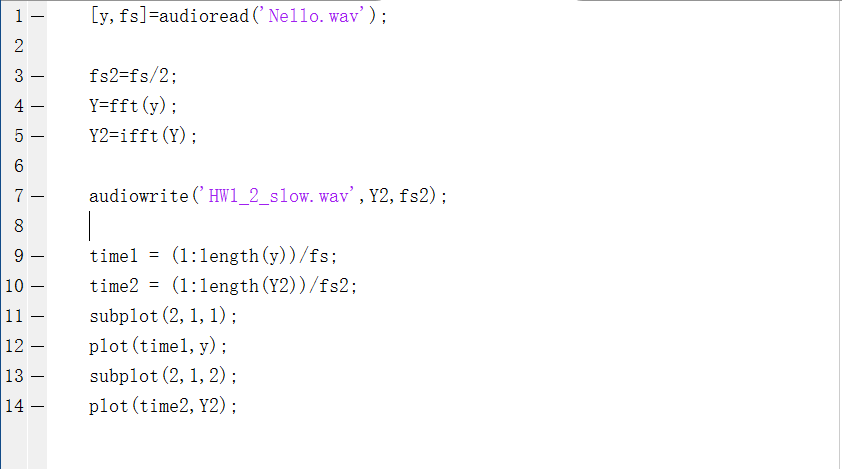 1 – [y,fs]=audioread('Nello.wav');
2
3 – fs2=fs/2;
4 – Y=fft(y);
5 – Y2=ifft(Y);
6
7 – audiowrite('HW1_2_slow.wav',Y2,fs2);
8
9 – time1 = (1:length(y))/fs;
10 – time2 = (1:length(Y2))/fs2;
11 – subplot(2,1,1);
12 – plot(time1,y);
13 – subplot(2,1,2);
14 – plot(time2,Y2);